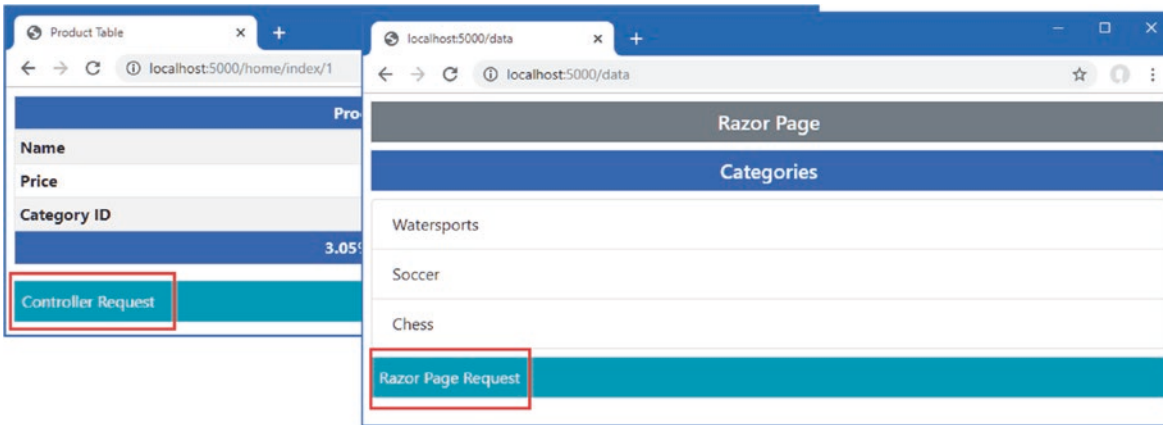 Product Table
localhost:5000/home/index/1
Name
Price
Category ID
3.05
Controller Request
localhost:5000/data
localhost:5000/data
Razor Page
Categories
Watersports
Soccer
Chess
Razor Page Request